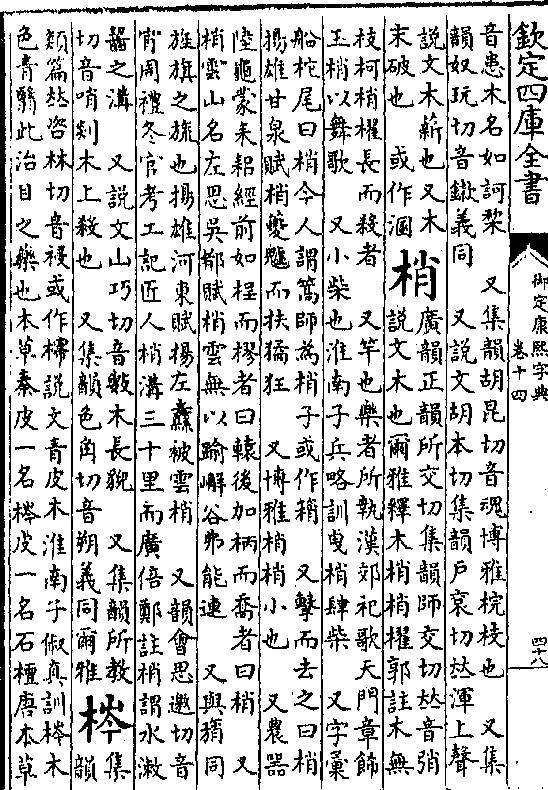 欽定四庫全書
御定康熙字典
卷十四
四十八
音患木名如訶棃　又集韻胡昆切音魂博雅梡棱也　又集
韻奴玩切音義同　又說文胡本切集韻戶衮切𠀤渾上聲
說文木薪也又木
末破也　或作
梢
廣韻正韻所交切集韻師交切𠀤音弰
說文木也爾雅釋木梢梢櫂郭註木無
枝柯梢櫂長而殺者　又竿也樂者所執漢郊祀歌天門章飾
玉梢以舞歌　又小柴也淮南子兵略訓曳梢肆柴　又字彙
船柁尾曰梢今人謂篙師為梢子或作　又擊而去之曰梢
揚雄甘泉賦梢夔魖而抶獝狂　又博雅梢梢小也　又農器
陸龜蒙耒耜經前如桯而樛者曰轅後加柄而喬者曰梢　又
梢雲山名左思吳都賦梢雲無以踰嶰谷弗能連　又與同
旌旗之旒也揚雄河東賦揚左纛被雲梢　又韻會思邀切音
宵周禮冬官考工記匠人梢溝三十里而廣倍鄭註梢謂水漱
齧之溝　又說文山巧切音數木長貌　又集韻所教
切音哨剡木上殺也　又集韻色角切音朔義同爾雅
梣
集
韻
類篇𠀤咨林切音祲或作說文青皮木淮南子俶真訓梣木
色青翳此治目之藥也本草秦皮一名梣皮一名石檀唐本草